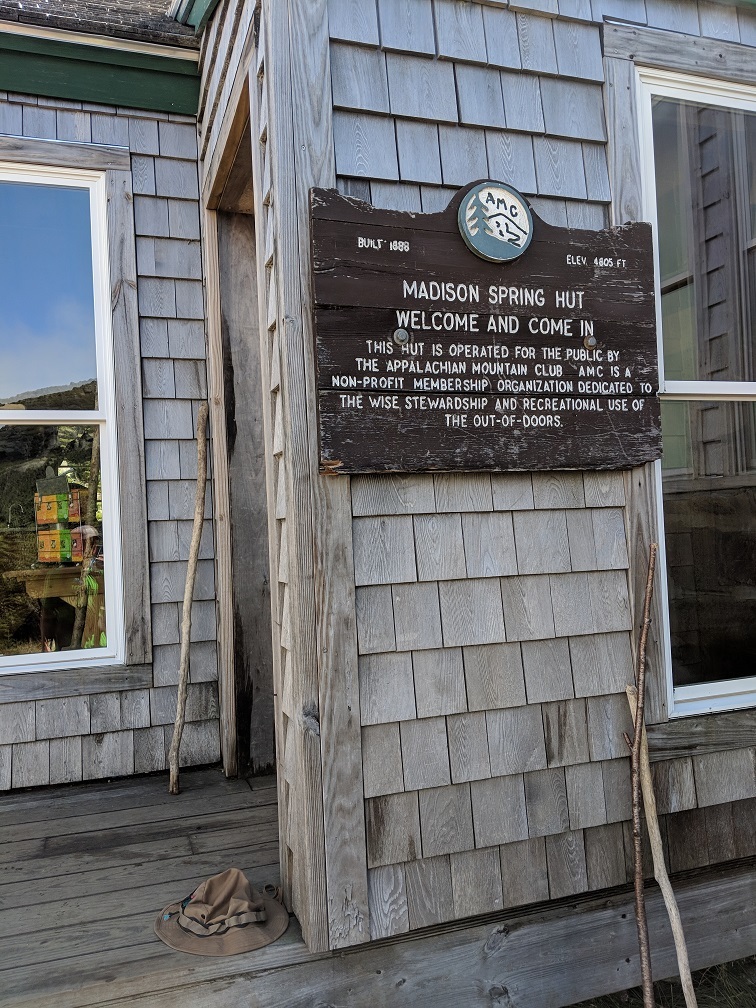 AMC
BUILT 1888
ELEV. 4805 FT
MADISON SPRING HUT
WELCOME AND COME IN
THIS HUT IS OPERATED FOR THE PUBLIC BY
THE APPALACHIAN MOUNTAIN CLUB AMC IS A
NON-PROFIT MEMBERSHIP ORGANIZATION DEDICATED TO
THE WISE STEWARDSHIP AND RECREATIONAL USE OF
THE OUT-OF-DOORS.